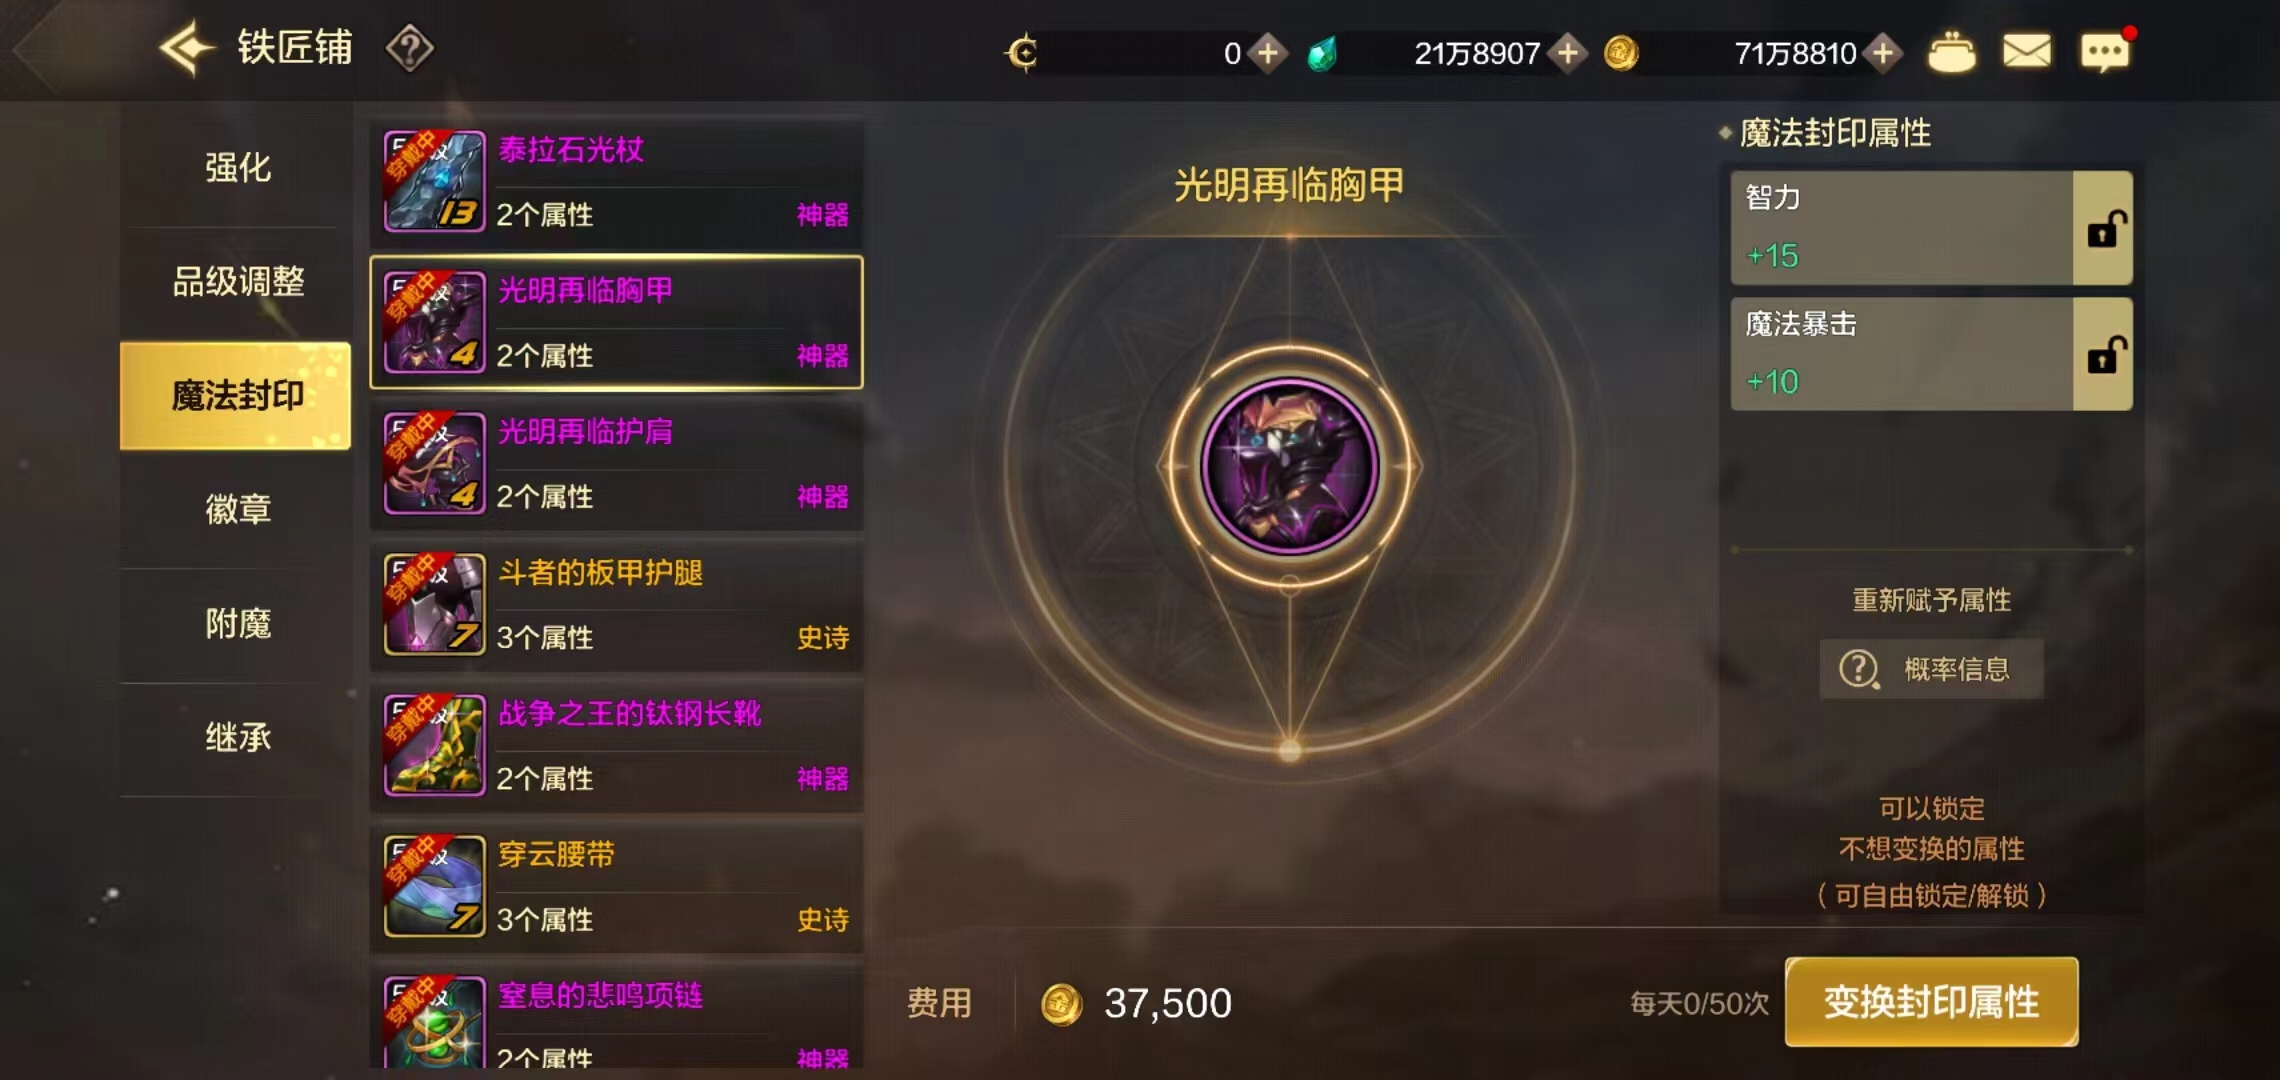 铁匠铺
0
21万8907
71万8810
强化
品级调整
魔法封印
徽章
附魔
继承
穿戴中
13
泰拉石光杖
2个属性
神器
穿戴中
4
光明再临胸甲
2个属性
神器
穿戴中
4
光明再临护肩
2个属性
神器
穿戴中
7
斗者的板甲护腿
3个属性
史诗
穿戴中
战争之王的钛钢长靴
2个属性
神器
穿戴中
7
穿云腰带
3个属性
史诗
穿戴中
窒息的悲鸣项链
2个属性
神器
光明再临胸甲
魔法封印属性
智力
+15
魔法暴击
+10
重新赋予属性
概率信息
可以锁定
不想变换的属性
（可自由锁定/解锁）
费用
金
37,500
每天0/50次
变换封印属性